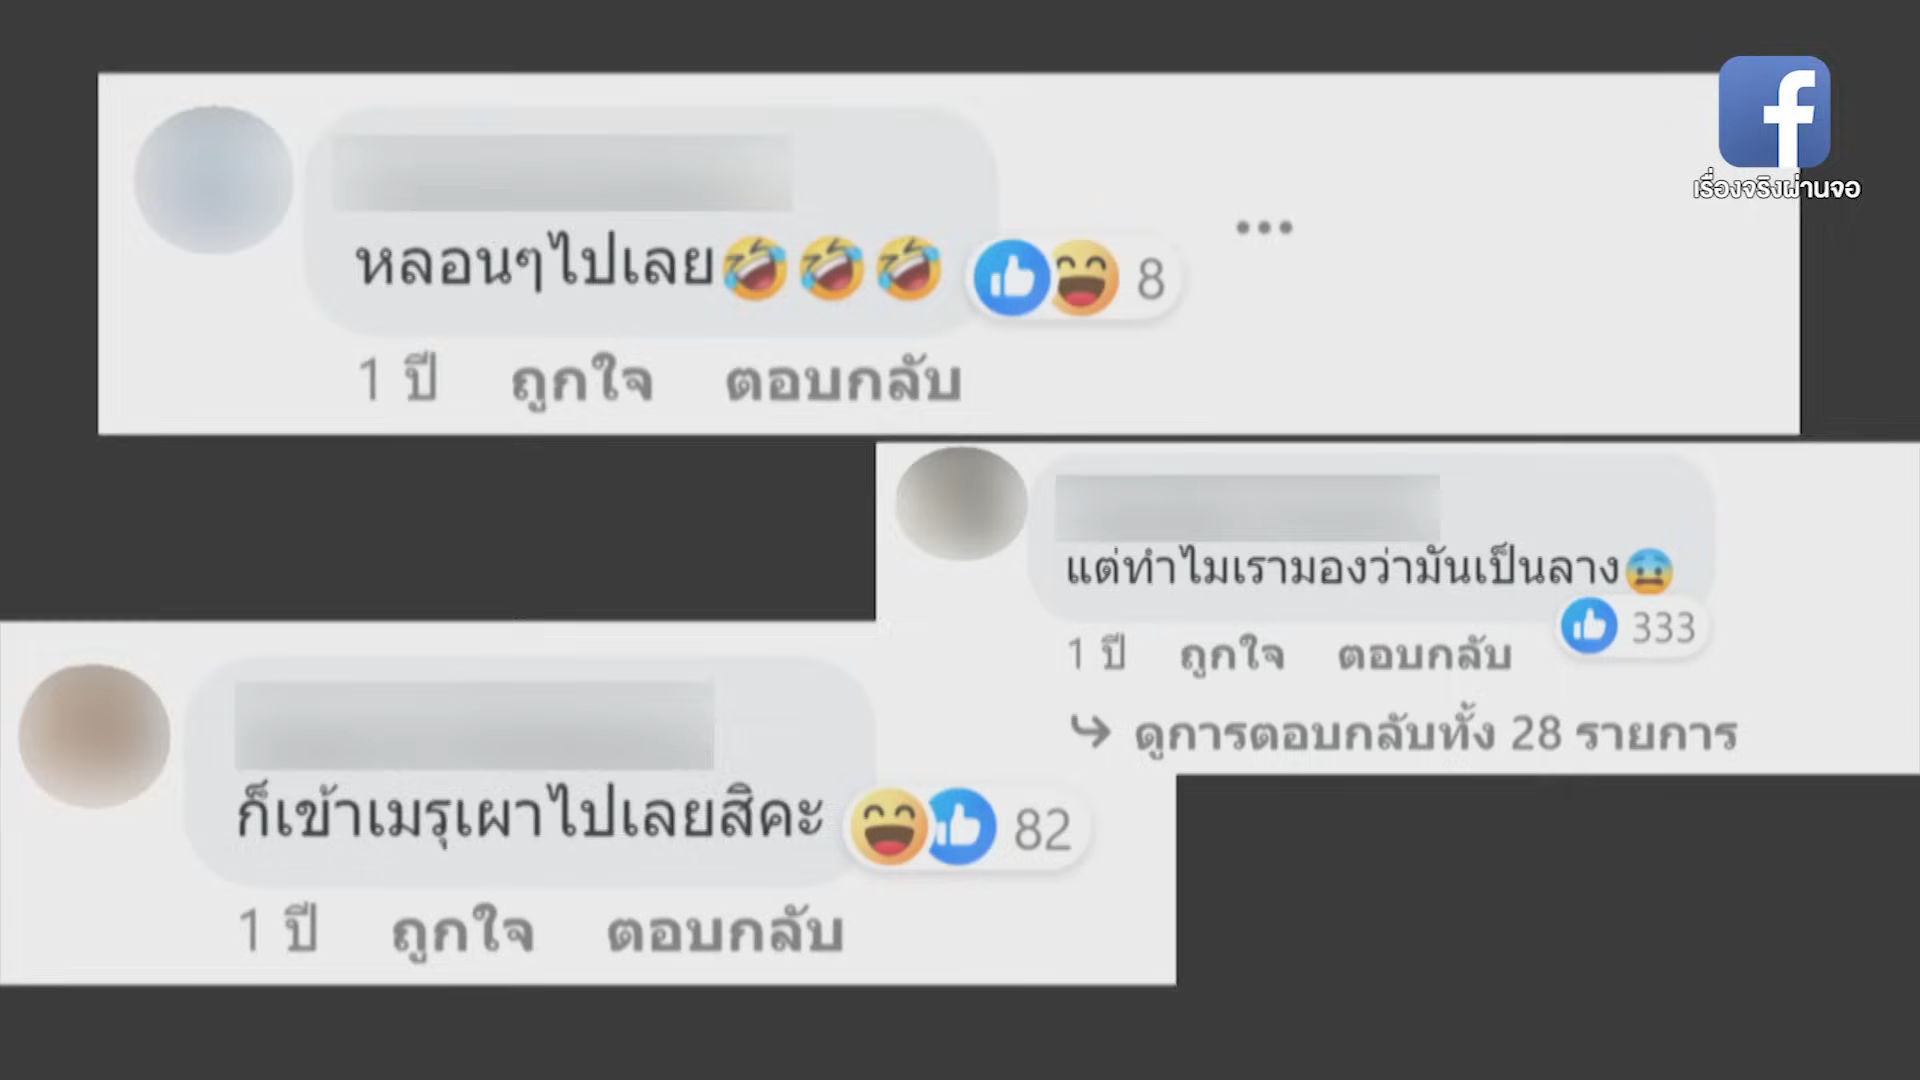 เรื่องจริงผ่านจอ
หลอนๆไปเลย🤣🤣🤣
8
1 ปี ถูกใจ ตอบกลับ
แต่ทำไมเรามองว่ามันเป็นลาง😨
333
1 ปี ถูกใจ ตอบกลับ
ดูการตอบกลับทั้ง 28 รายการ
ก็เข้าเมรุเผาไปเลยสิคะ
82
1 ปี ถูกใจ ตอบกลับ